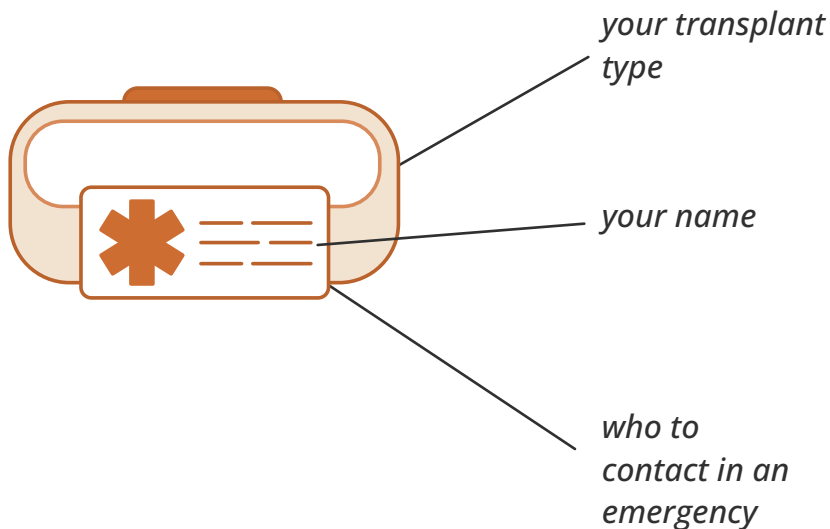 your transplant
type
your name
who to
contact in an
emergency